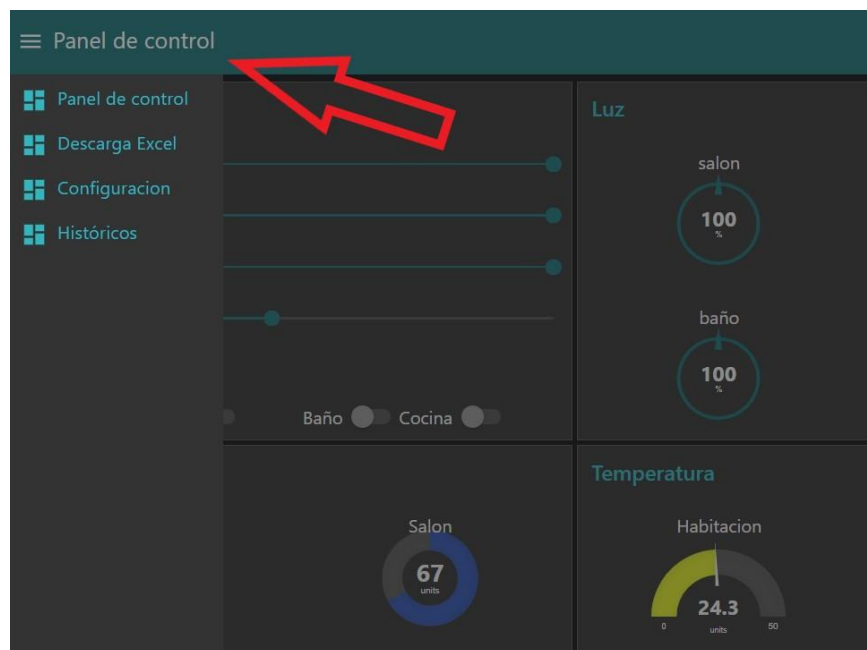 Panel de control
Panel de control
Descarga Excel
Configuracion
Históricos
Luz
salon
100
%
baño
100
%
Baño
Cocina
Salon
67
units
Temperatura
Habitacion
24.3
0
units
50